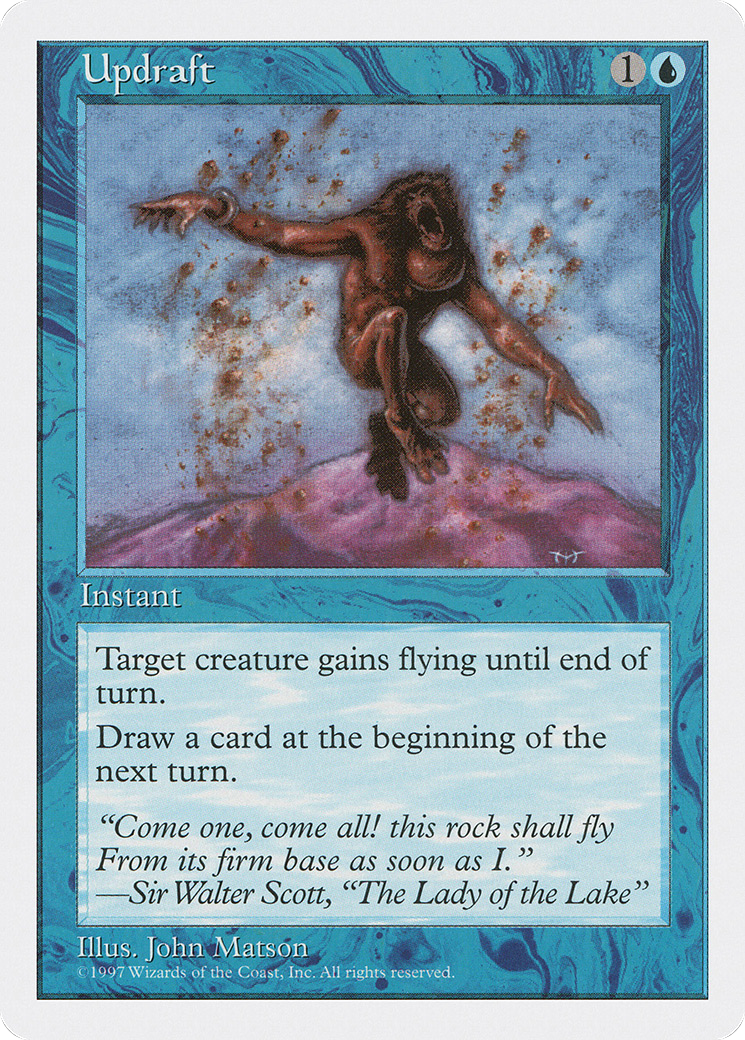 Updraft
1
Instant
Target creature gains flying until end of
turn.
Draw a card at the beginning of the
next turn.
“Come one, come all! this rock shall fly
From its firm base as soon as I.”
—Sir Walter Scott, “The Lady of the Lake”
Illus. John Matson
©1997 Wizards of the Coast, Inc. All rights reserved.